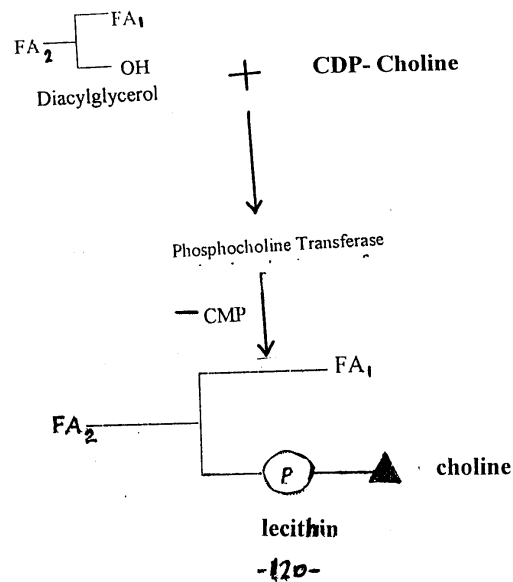 FA₁
FA₂
OH
Diacylglycerol
+
CDP- Choline
Phosphocholine Transferase
- CMP
FA₁
FA₂
P
choline
lecithin
-120-